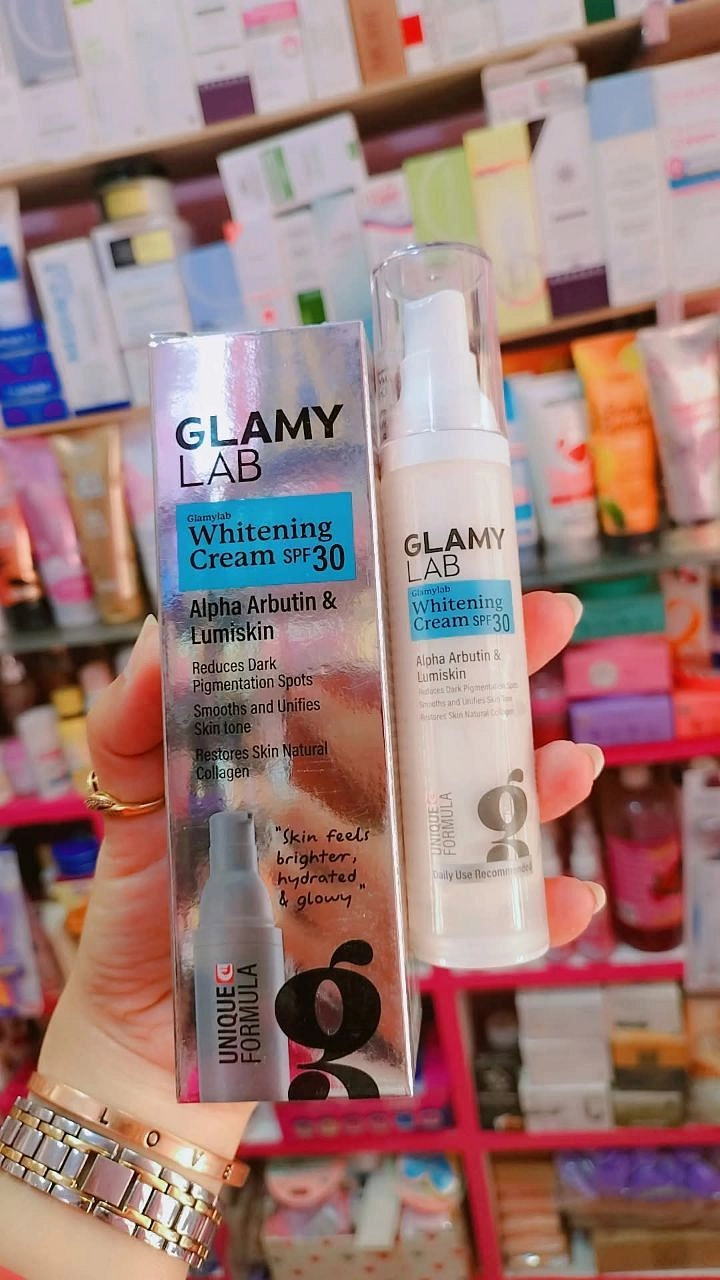 GLAMY
LAB
Glamylab
Whitening
Cream SPF30
Alpha Arbutin &
Lumiskin
Reduces Dark
Pigmentation Spots
Smooths and Unifies
Skin Tone
Restores Skin Natural
Collagen
"Skin feels
brighter,
hydrated
& glowy"
UNIQUE
FORMULA
g
GLAMY
LAB
Glamylab
Whitening
Cream SPF30
Alpha Arbutin &
Lumiskin
Reduces Dark Pigmentation Spots
Smooths and Unifies Skin Tone
Restores Skin Natural Collagen
UNIQUE
FORMULA
g
Daily Use Recommended
LOVE